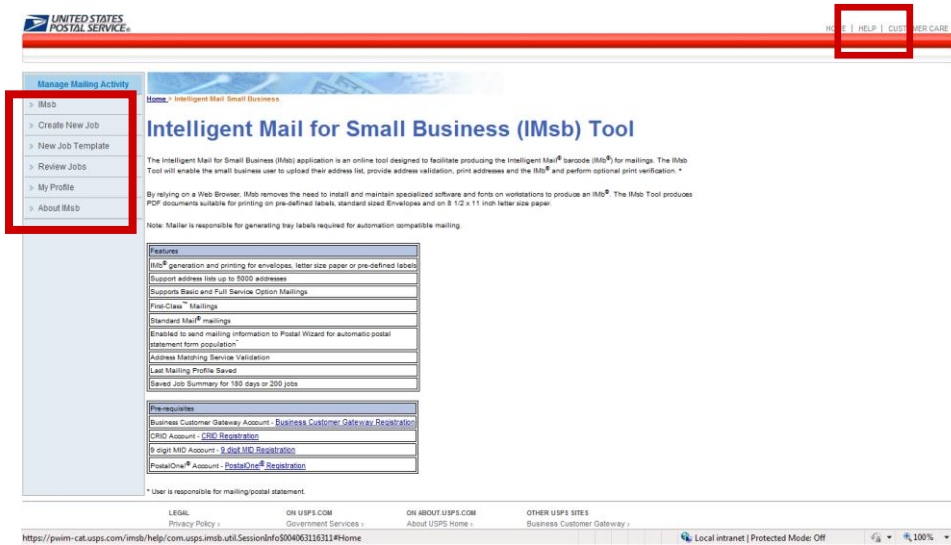 UNITED STATES
POSTAL SERVICE®
HOME | HELP | CUSTOMER CARE
Manage Mailing Activity
> IMsb
> Create New Job
> New Job Template
> Review Jobs
> My Profile
> About IMsb
Home > Intelligent Mail Small Business
Intelligent Mail for Small Business (IMsb) Tool
The Intelligent Mail for Small Business (IMsb) application is an online tool designed to facilitate producing the Intelligent Mail® barcode (IMb®) for mailings. The IMsb
Tool will enable the small business user to upload their address list, provide address validation, print addresses and the IMb® and perform optional print verification. *
By relying on a Web Browser, IMsb removes the need to install and maintain specialized software and fonts on workstations to produce an IMb®. The IMsb Tool produces
PDF documents suitable for printing on pre-defined labels, standard sized Envelopes and on 8 1/2 x 11 inch letter size paper.
Note: Mailer is responsible for generating tray labels required for automation compatible mailing.
Features
IMb® generation and printing for envelopes, letter size paper or pre-defined labels
Support address lists up to 5000 addresses
Supports Basic and Full Service Option Mailings
First-Class™ Mailings
Standard Mail® mailings
Enabled to send mailing information to Postal Wizard for automatic postal
statement form population*
Address Matching Service Validation
Last Mailing Profile Saved
Saved Job Summary for 180 days or 200 jobs
Pre-requisites
Business Customer Gateway Account - Business Customer Gateway Registration
CRID Account - CRID Registration
9 digit MID Account - 9 digit MID Registration
PostalOne!® Account - PostalOne!® Registration
* User is responsible for mailing/postal statement.
LEGAL ON USPS.COM ON ABOUT.USPS.COM OTHER USPS SITES
Privacy Policy › Government Services › About USPS Home › Business Customer Gateway ›
https://pwim-cat.usps.com/imsb/help/com.usps.imsb.util.SessionInfo$004063116311#Home Local intranet | Protected Mode: Off 100%